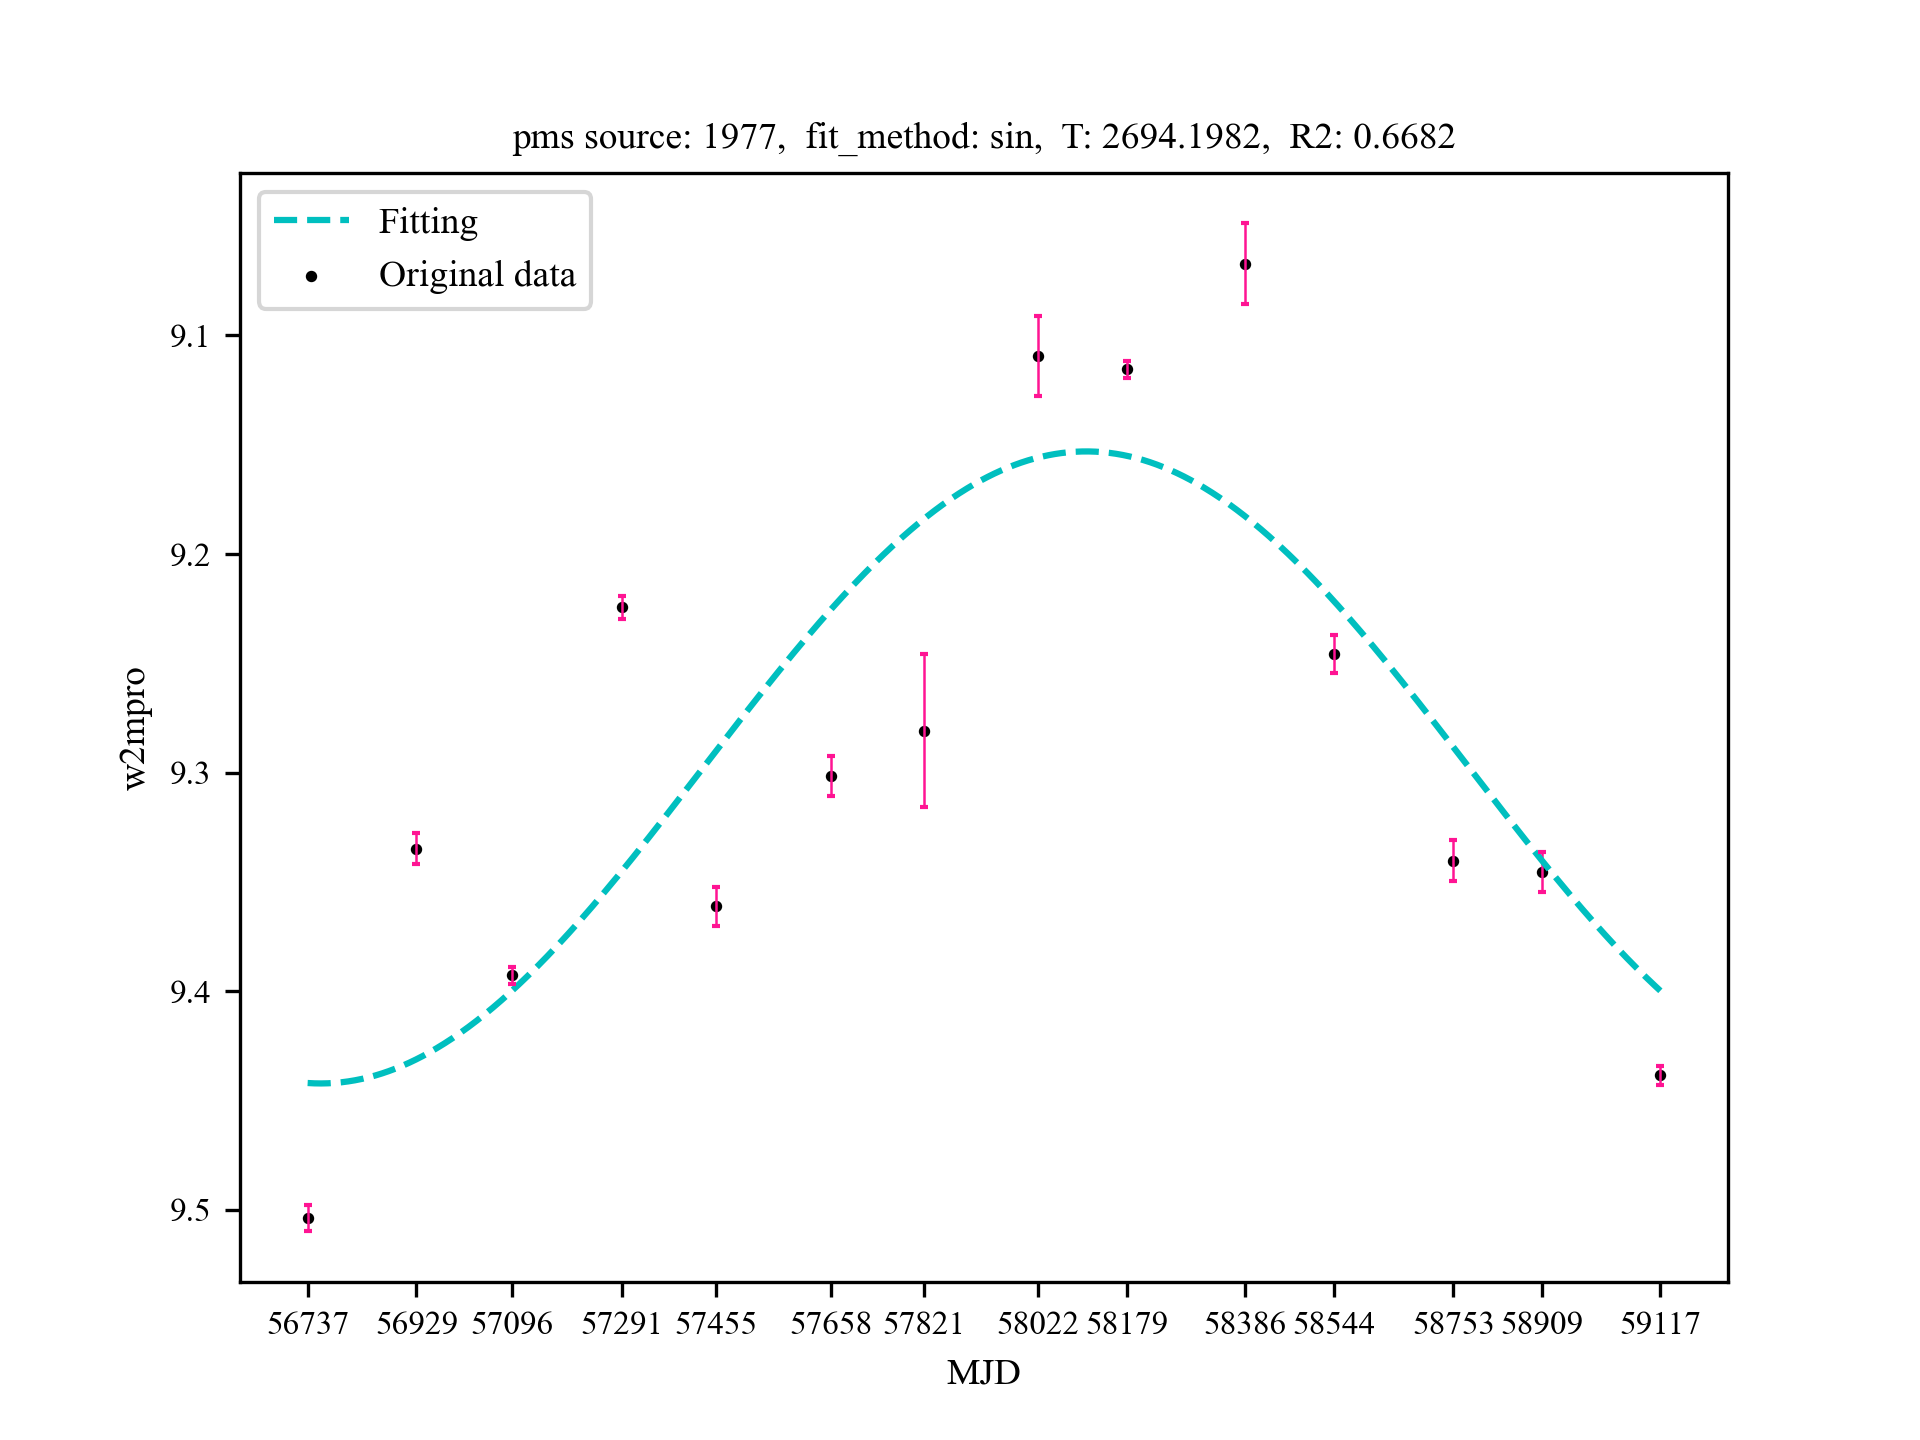 pms source: 1977,  fit_method: sin,  T: 2694.1982,  R2: 0.6682
Fitting
Original data
9.1
9.2
9.3
9.4
9.5
w2mpro
56737 56929 57096 57291 57455 57658 57821 58022 58179 58386 58544 58753 58909 59117
MJD